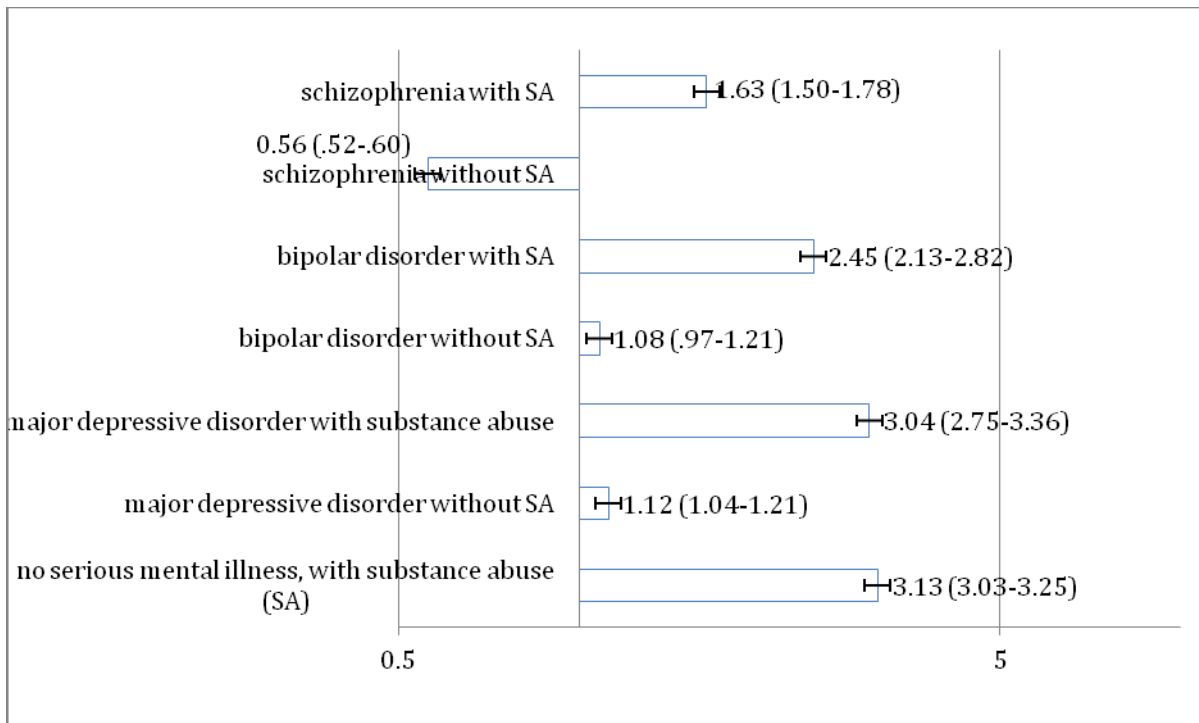 schizophrenia with SA
1.63 (1.50-1.78)
0.56 (.52-.60)
schizophrenia without SA
bipolar disorder with SA
2.45 (2.13-2.82)
bipolar disorder without SA
1.08 (.97-1.21)
major depressive disorder with substance abuse
3.04 (2.75-3.36)
major depressive disorder without SA
1.12 (1.04-1.21)
no serious mental illness, with substance abuse
(SA)
3.13 (3.03-3.25)
0.5
5